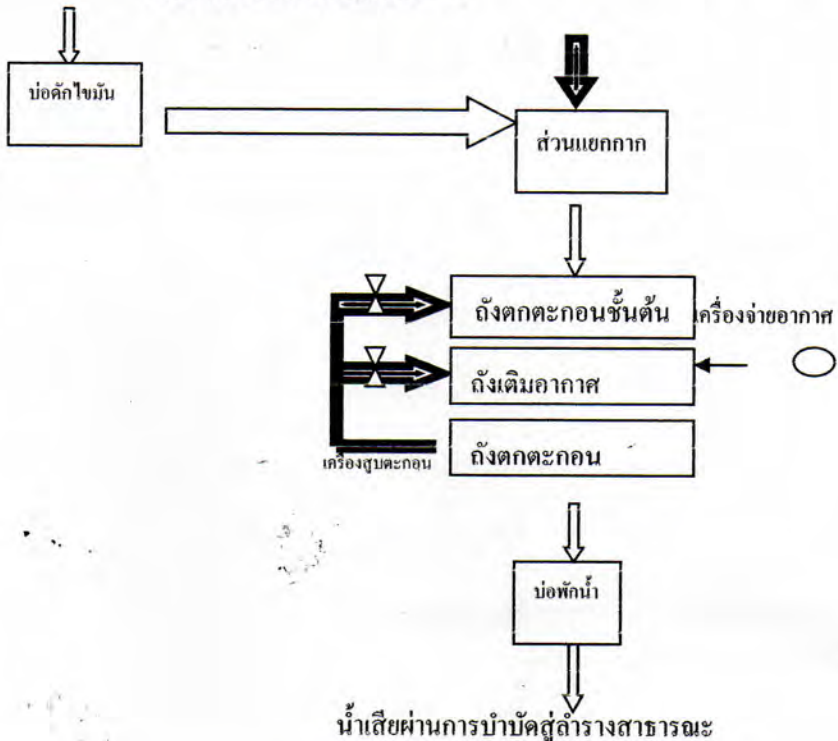 บ่อดักไขมัน
ส่วนแยกกาก
ถังตกตะกอนชั้นต้น
เครื่องจ่ายอากาศ
ถังเติมอากาศ
ถังตกตะกอน
เครื่องสูบตะกอน
บ่อพักน้ำ
น้ำเสียผ่านการบำบัดสู่ลำรางสาธารณะ